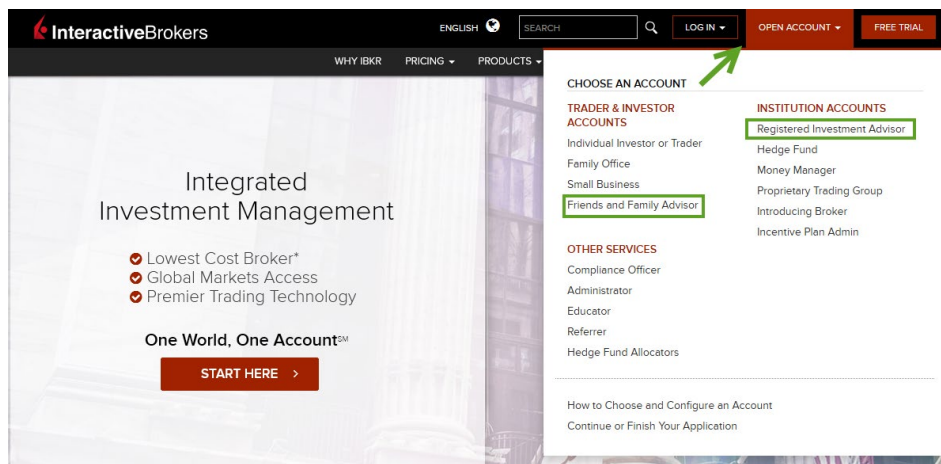 InteractiveBrokers
ENGLISH
SEARCH
LOG IN
OPEN ACCOUNT
FREE TRIAL
WHY IBKR
PRICING
PRODUCTS
Integrated
Investment Management
Lowest Cost Broker*
Global Markets Access
Premier Trading Technology
One World, One Account℠
START HERE >
CHOOSE AN ACCOUNT
TRADER & INVESTOR
ACCOUNTS
Individual Investor or Trader
Family Office
Small Business
Friends and Family Advisor
OTHER SERVICES
Compliance Officer
Administrator
Educator
Referrer
Hedge Fund Allocators
INSTITUTION ACCOUNTS
Registered Investment Advisor
Hedge Fund
Money Manager
Proprietary Trading Group
Introducing Broker
Incentive Plan Admin
How to Choose and Configure an Account
Continue or Finish Your Application